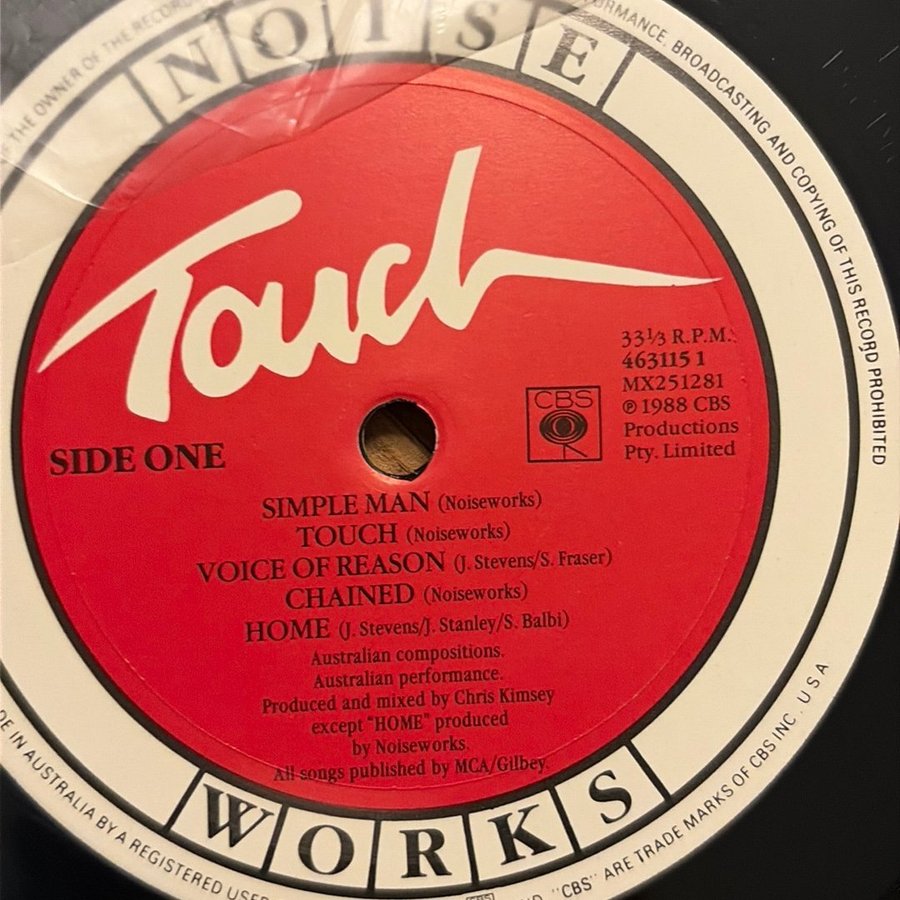 NOISE
OF THE OWNER OF THE RECORD
PERFORMANCE, BROADCASTING AND COPYING OF THIS RECORD PROHIBITED
Touch
33⅓ R.P.M.
463115 1
MX251281
℗ 1988 CBS
Productions
Pty. Limited
CBS
SIDE ONE
SIMPLE MAN (Noiseworks)
TOUCH (Noiseworks)
VOICE OF REASON (J. Stevens/S. Fraser)
CHAINED (Noiseworks)
HOME (J. Stevens/J. Stanley/S. Balbi)
Australian compositions.
Australian performance.
Produced and mixed by Chris Kimsey
except "HOME" produced
by Noiseworks.
All songs published by MCA/Gilbey.
WORKS
IN AUSTRALIA BY A REGISTERED USER
"CBS" ARE TRADE MARKS OF CBS INC. USA